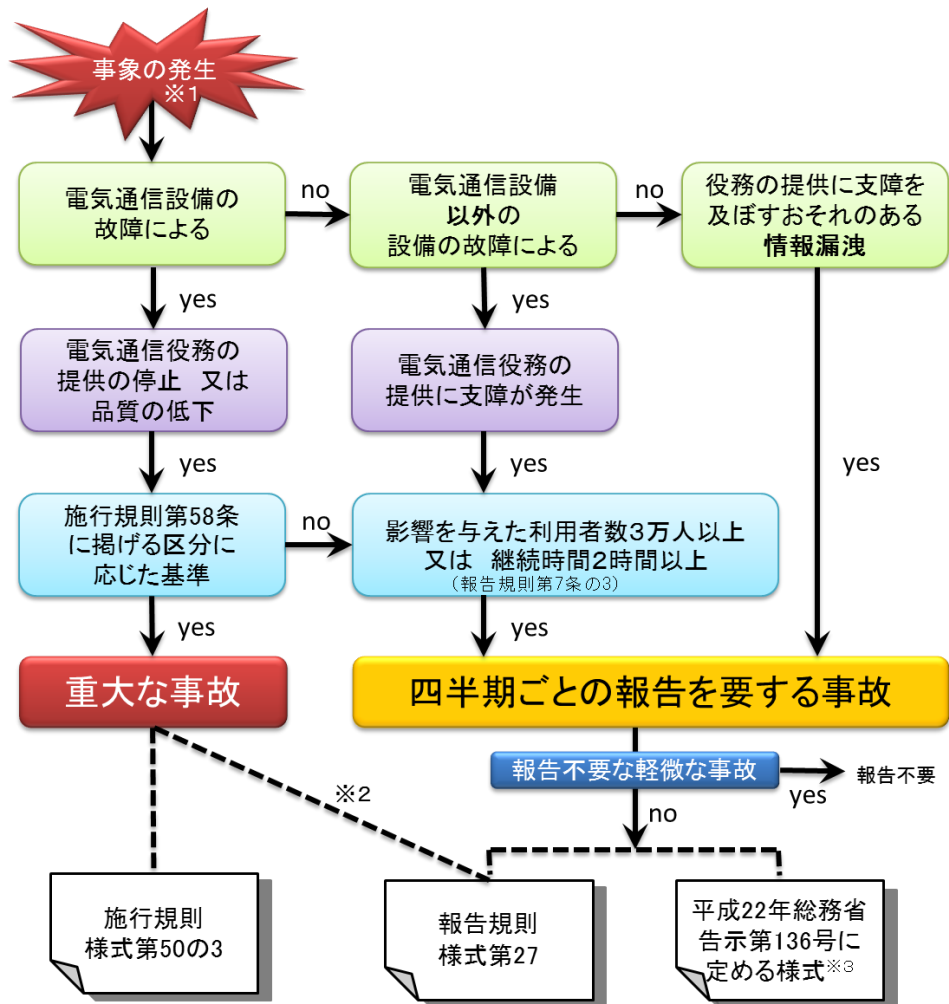 事象の発生
※1
電気通信設備の
故障による
no
電気通信設備
以外の
設備の故障による
no
役務の提供に支障を
及ぼすおそれのある
情報漏洩
yes
yes
電気通信役務の
提供の停止 又は
品質の低下
電気通信役務の
提供に支障が発生
yes
yes
yes
施行規則第58条
に掲げる区分に
応じた基準
no
影響を与えた利用者数3万人以上
又は 継続時間2時間以上
(報告規則第7条の3)
yes
yes
重大な事故
四半期ごとの報告を要する事故
報告不要な軽微な事故
yes
報告不要
※2
no
施行規則
様式第50の3
報告規則
様式第27
平成22年総務省
告示第136号に
定める様式※3